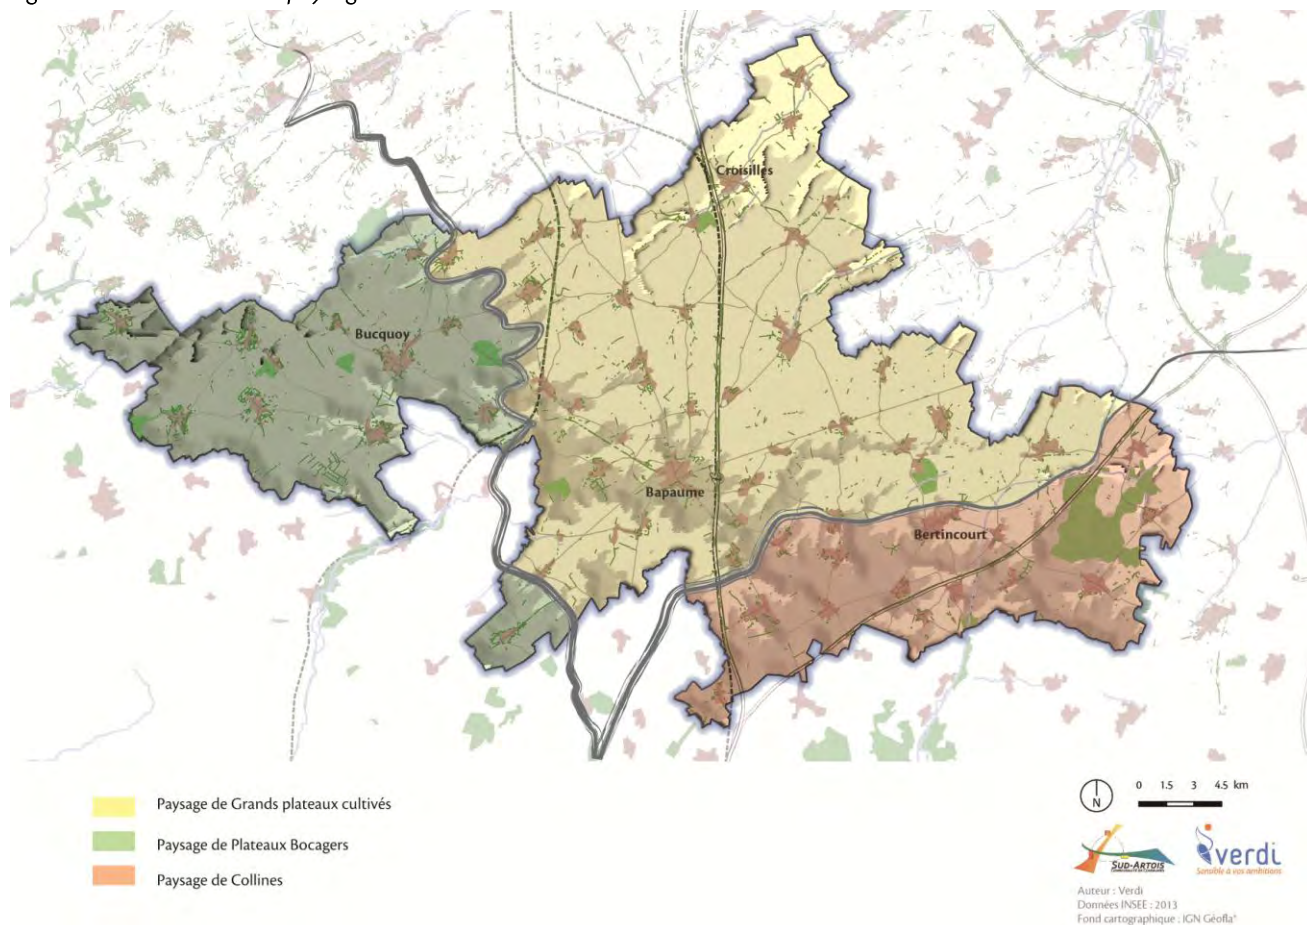 Croisilles
Bucquoy
Bapaume
Bertincourt
Paysage de Grands plateaux cultivés
Paysage de Plateaux Bocagers
Paysage de Collines
N
0 1.5 3 4.5 km
SUD-ARTOIS
verdi
Sensible à vos ambitions
Auteur : Verdi
Données INSEE : 2013
Fond cartographique : IGN Géofla®